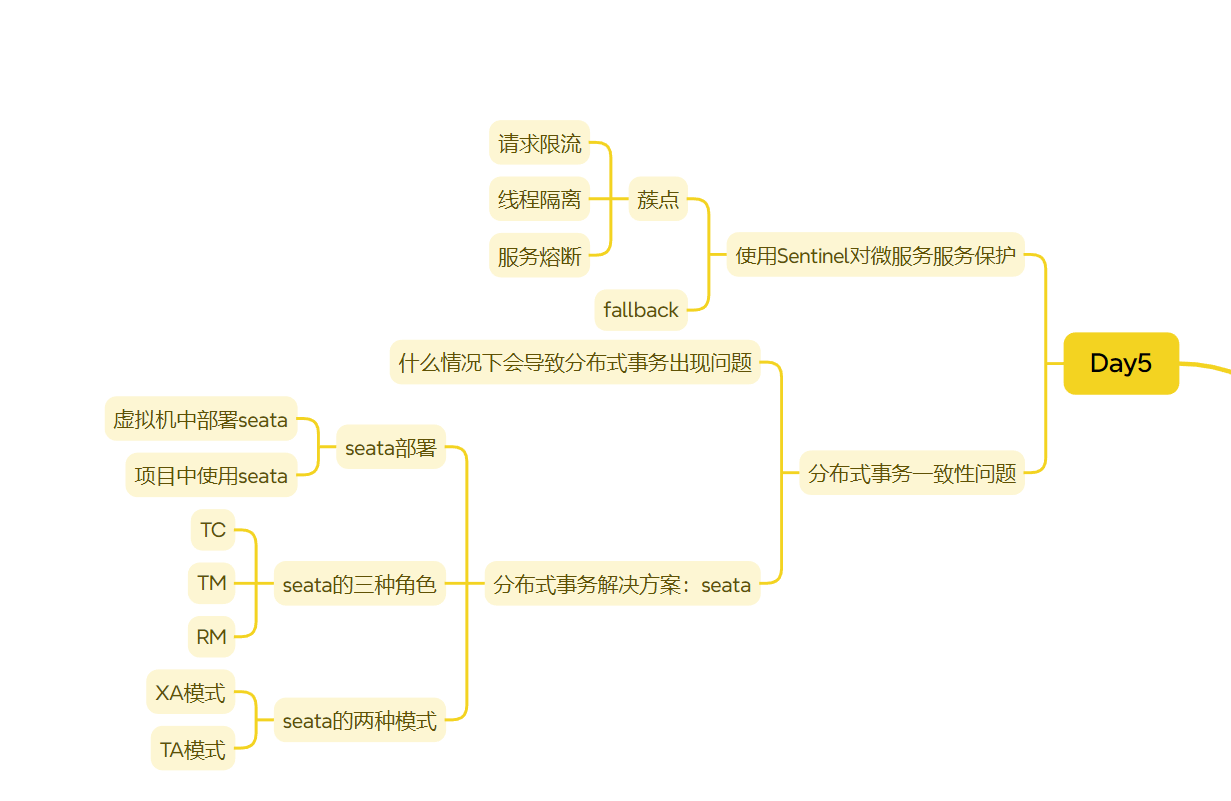 请求限流
线程隔离
服务熔断
蔟点
fallback
使用Sentinel对微服务服务保护
Day5
什么情况下会导致分布式事务出现问题
分布式事务一致性问题
虚拟机中部署seata
项目中使用seata
seata部署
TC
TM
RM
seata的三种角色
分布式事务解决方案：seata
XA模式
TA模式
seata的两种模式